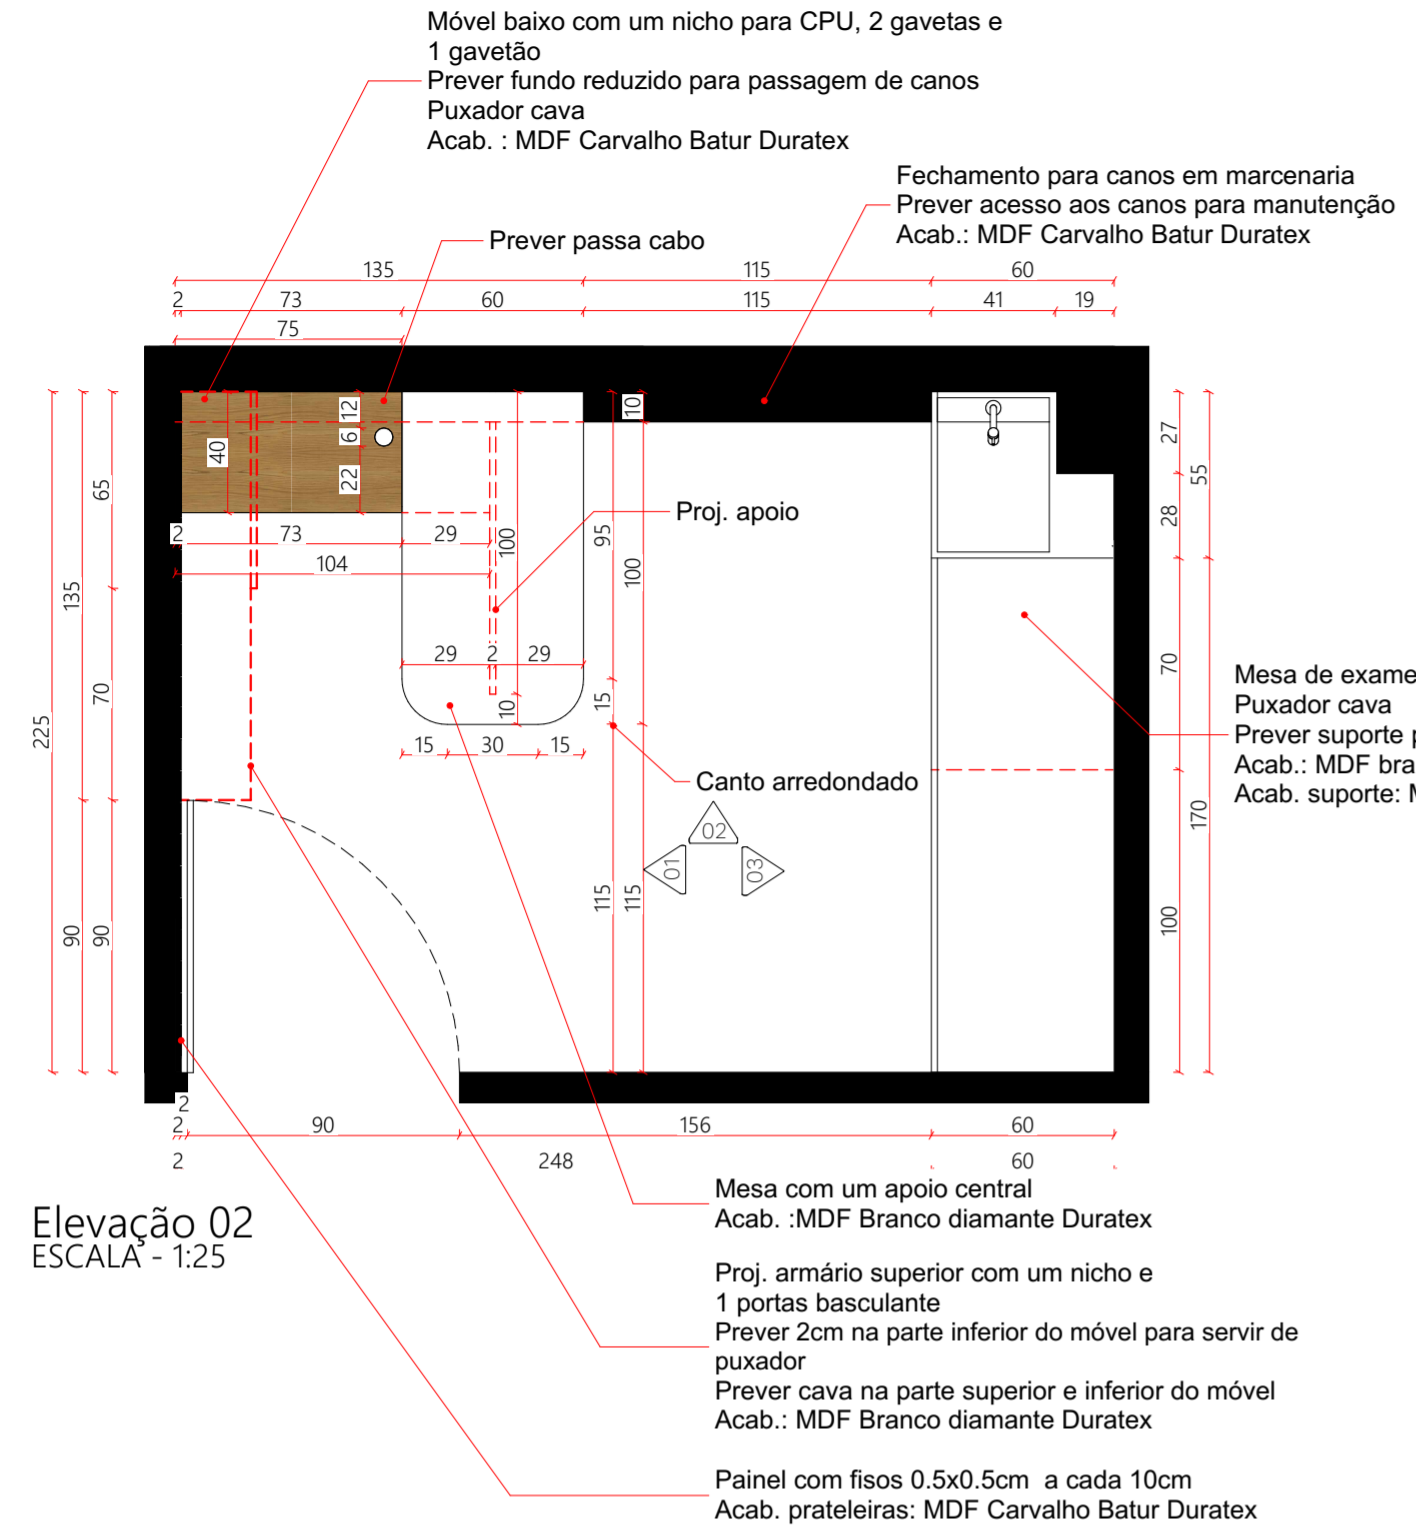 Móvel baixo com um nicho para CPU, 2 gavetas e
1 gavetão
Prever fundo reduzido para passagem de canos
Puxador cava
Acab. : MDF Carvalho Batur Duratex
Fechamento para canos em marcenaria
Prever acesso aos canos para manutenção
Acab.: MDF Carvalho Batur Duratex
Prever passa cabo
135 115 60
2 73 60 115 41 19
75
12
6
22
40
10
27
55
28
65
135
70
225
90
90
2 73 29
104
100
95
100
Proj. apoio
29 2 29
10
15
15 30 15
Canto arredondado
02
01
03
115
115
70
170
100
Mesa de exame
Puxador cava
Prever suporte p
Acab.: MDF bra
Acab. suporte: M
2
2 90 156 60
2 248 60
Elevação 02
ESCALA - 1:25
Mesa com um apoio central
Acab. :MDF Branco diamante Duratex
Proj. armário superior com um nicho e
1 portas basculante
Prever 2cm na parte inferior do móvel para servir de
puxador
Prever cava na parte superior e inferior do móvel
Acab.: MDF Branco diamante Duratex
Painel com fisos 0.5x0.5cm  a cada 10cm
Acab. prateleiras: MDF Carvalho Batur Duratex